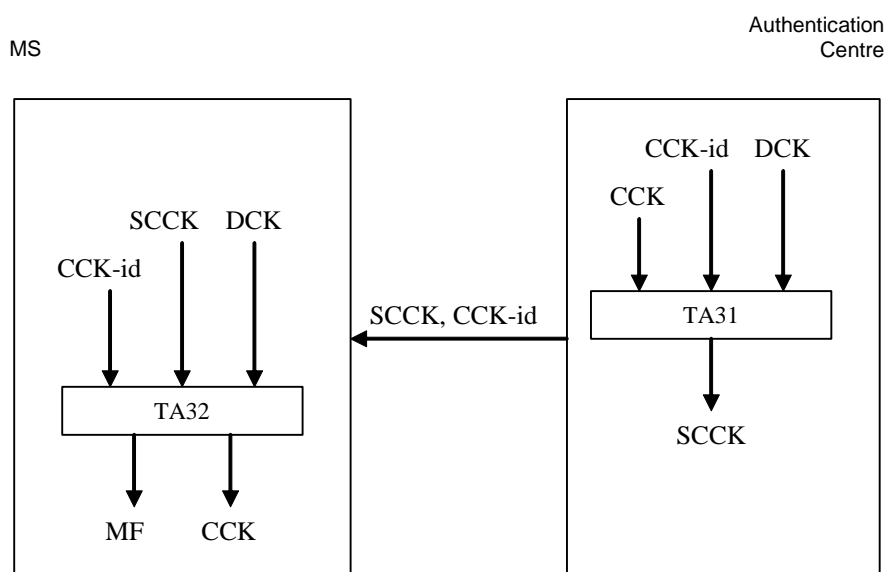 MS
Authentication
Centre
CCK-id DCK
CCK
SCCK DCK
CCK-id
SCCK, CCK-id
TA31
TA32
SCCK
MF CCK